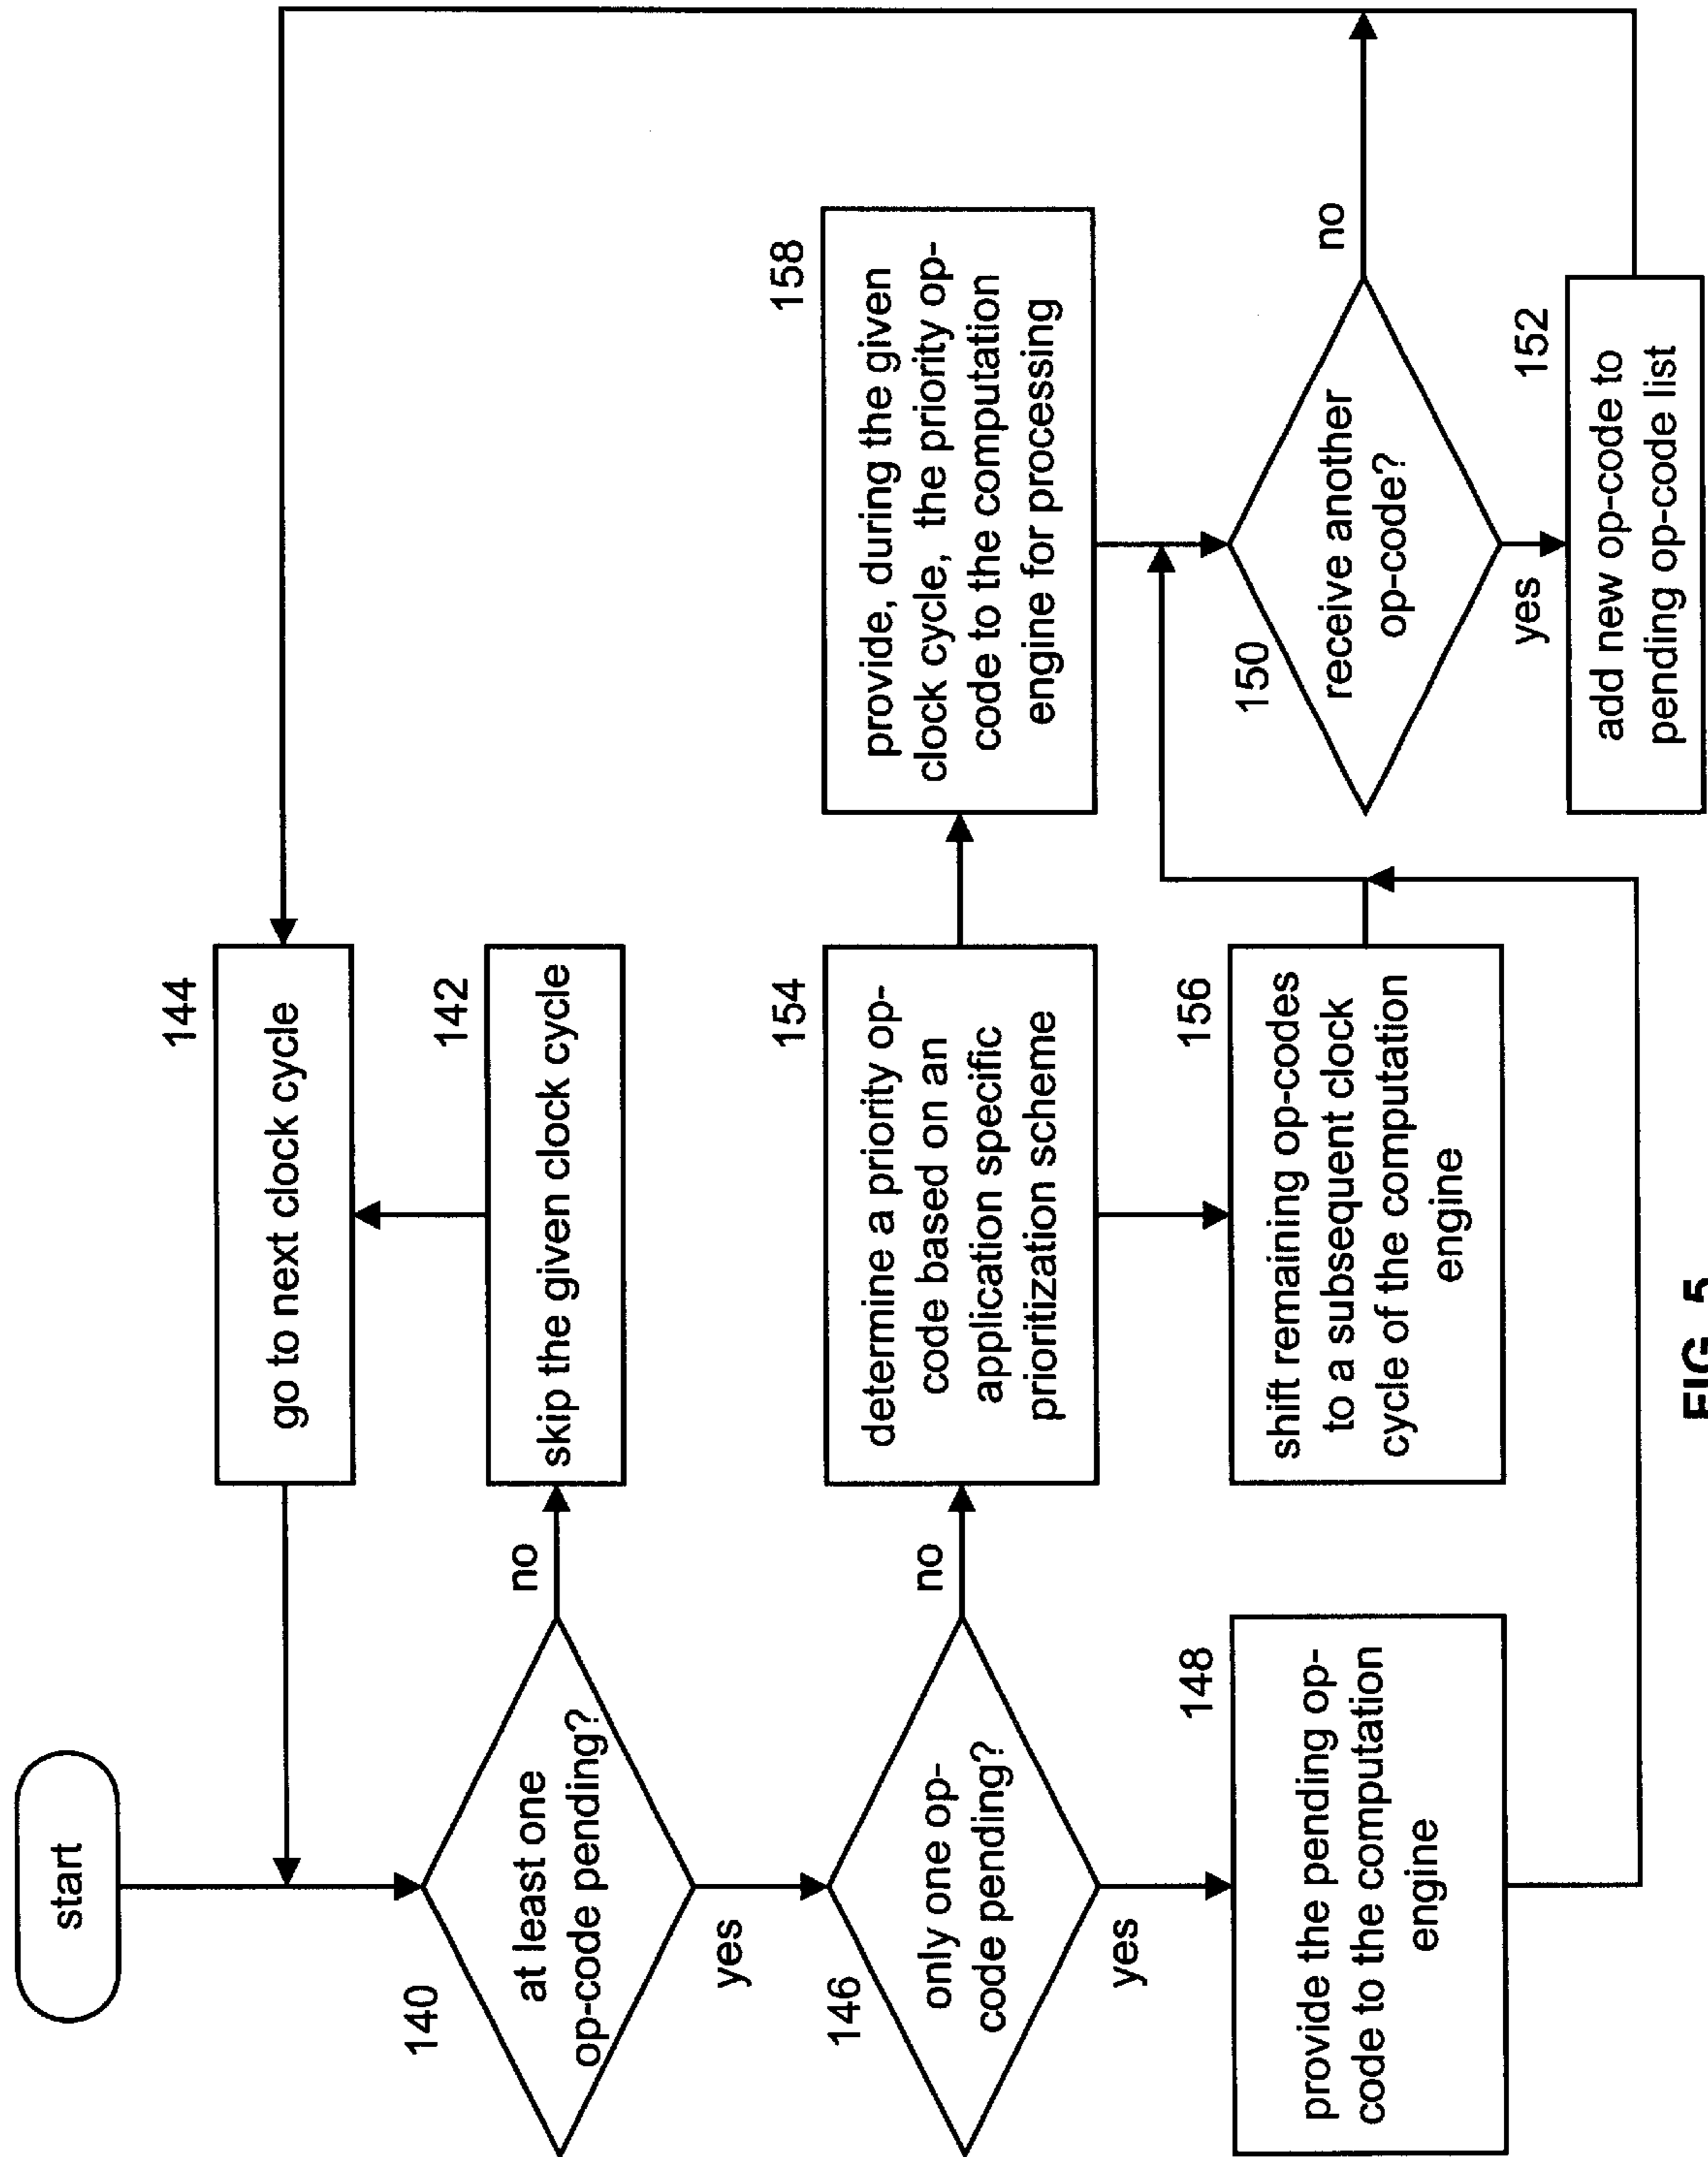 start
144
go to next clock cycle
140
at least one
op-code pending?
no
142
skip the given clock cycle
yes
146
only one op-
code pending?
no
154
determine a priority op-
code based on an
application specific
prioritization scheme
158
provide, during the given
clock cycle, the priority op-
code to the computation
engine for processing
yes
148
provide the pending op-
code to the computation
engine
156
shift remaining op-codes
to a subsequent clock
cycle of the computation
engine
150
receive another
op-code?
no
yes
152
add new op-code to
pending op-code list
FIG. 5